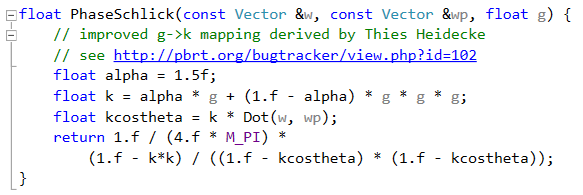 float PhaseSchlick(const Vector &w, const Vector &wp, float g) {
    // improved g->k mapping derived by Thies Heidecke
    // see http://pbrt.org/bugtracker/view.php?id=102
    float alpha = 1.5f;
    float k = alpha * g + (1.f - alpha) * g * g * g;
    float kcostheta = k * Dot(w, wp);
    return 1.f / (4.f * M_PI) *
        (1.f - k*k) / ((1.f - kcostheta) * (1.f - kcostheta));
}